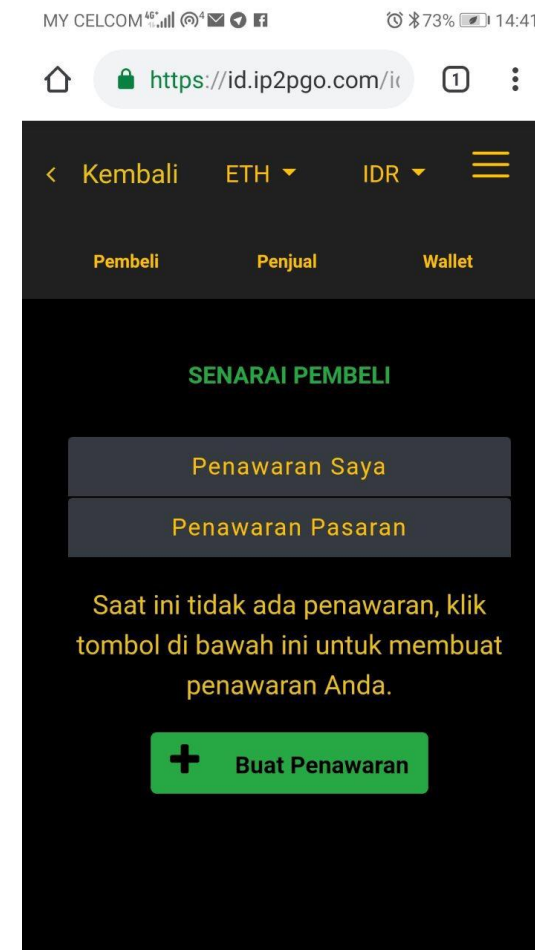 MY CELCOM 4G 4 73% 14:41
https://id.ip2pgo.com/i
1
Kembali ETH IDR
Pembeli Penjual Wallet
SENARAI PEMBELI
Penawaran Saya
Penawaran Pasaran
Saat ini tidak ada penawaran, klik
tombol di bawah ini untuk membuat
penawaran Anda.
Buat Penawaran